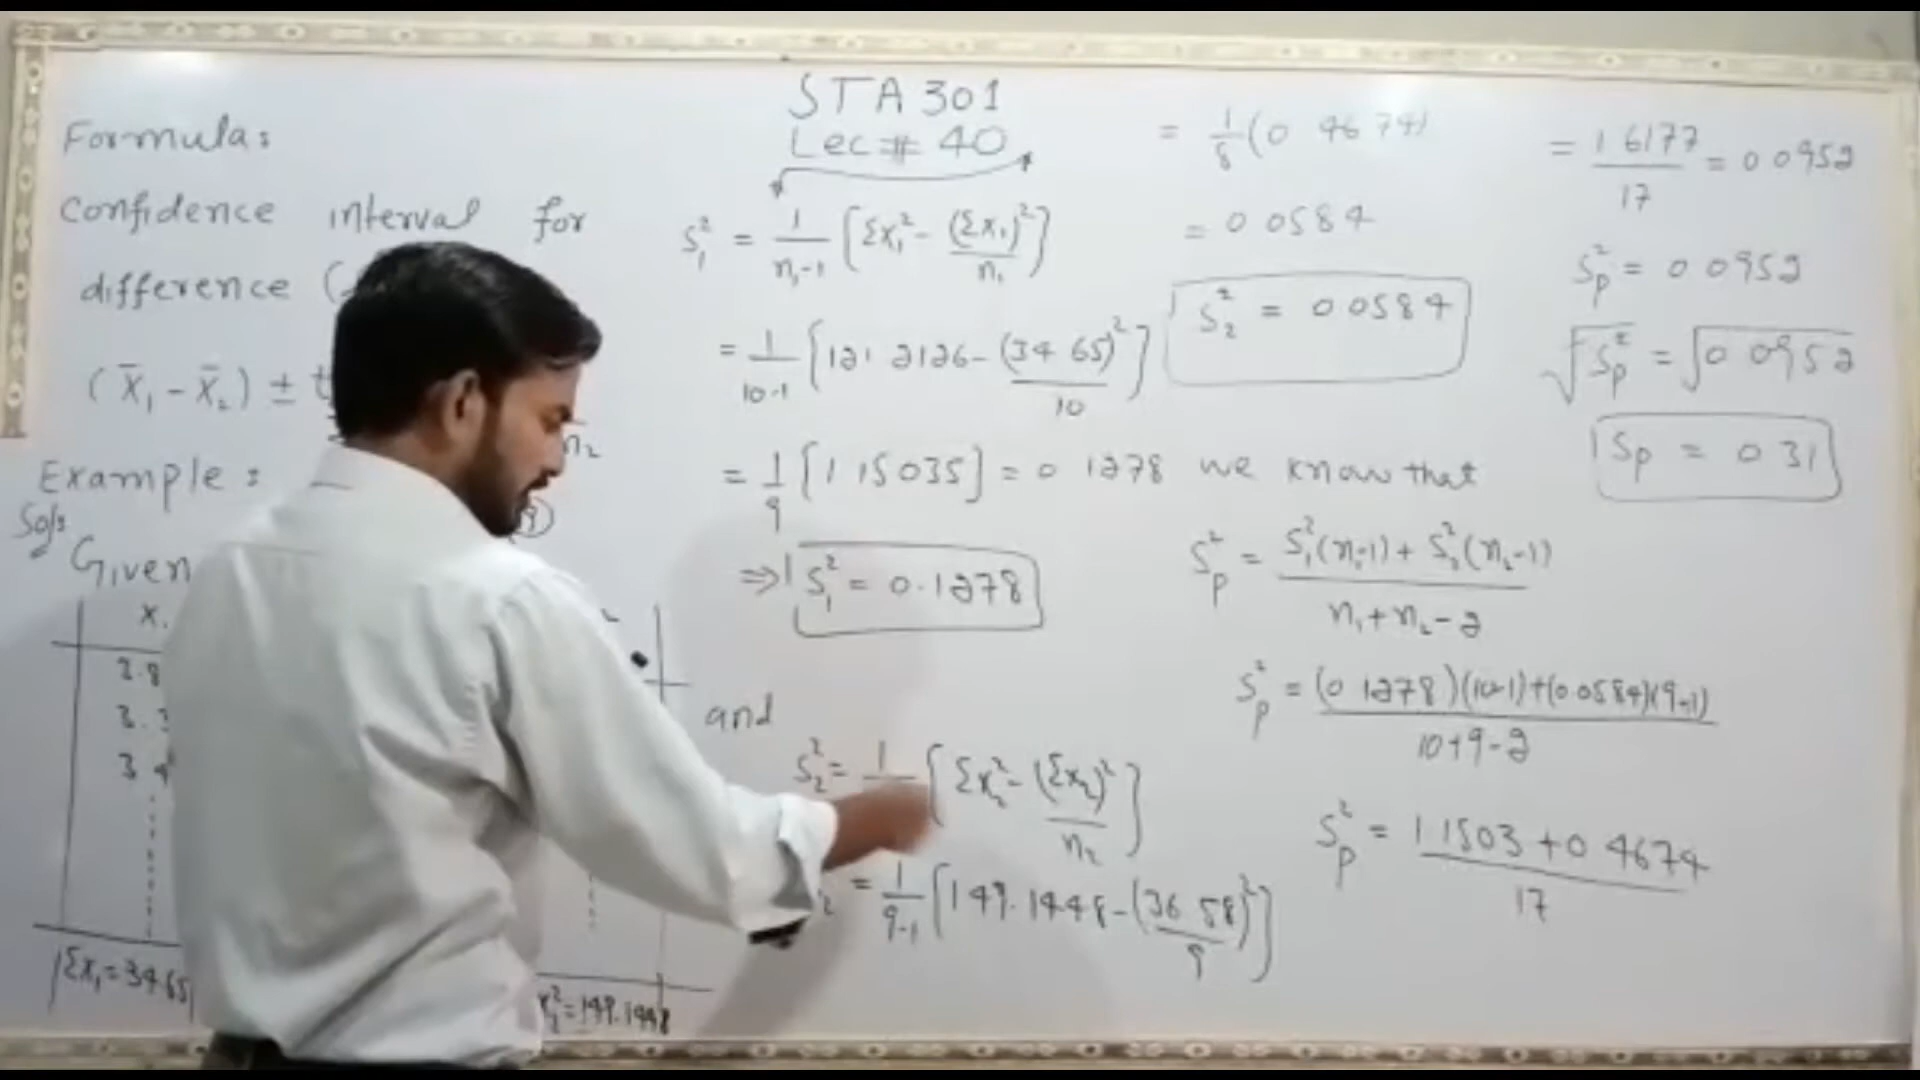 STA 301
Lec# 40
Formula:
Confidence interval for
difference (
(x̄₁ - x̄₂) ± t
n₂
Example:
Sol:
Given
x₁
3.3
3 4
Σx₁ = 34.65
x₂² = 149.1448
S₁² = 1/(n₁-1) [Σx₁² - (Σx₁)²/n₁]
= 1/(10-1) [121 2126 - (34 65)²/10]
= 1/9 [1 15035] = 0 1278
⇒ S₁² = 0.1278
and
S₂² = 1/ [Σx₂² - (Σx₂)²/n₂]
= 1/(9-1) [149.1448 - (36 58)²/9]
= 1/8 (0 4674)
= 0 0584
S₂² = 0 0584
we know that
Sp² = S₁²(n₁-1) + S₂²(n₂-1) / n₁+n₂-2
Sp² = (0 1278)(10-1)+(0.0584)(9-1) / 10+9-2
Sp² = 1 1503 + 0 4674 / 17
= 1 6177/17 = 0 0952
Sp² = 0 0952
√Sp² = √0 0952
Sp = 0 31